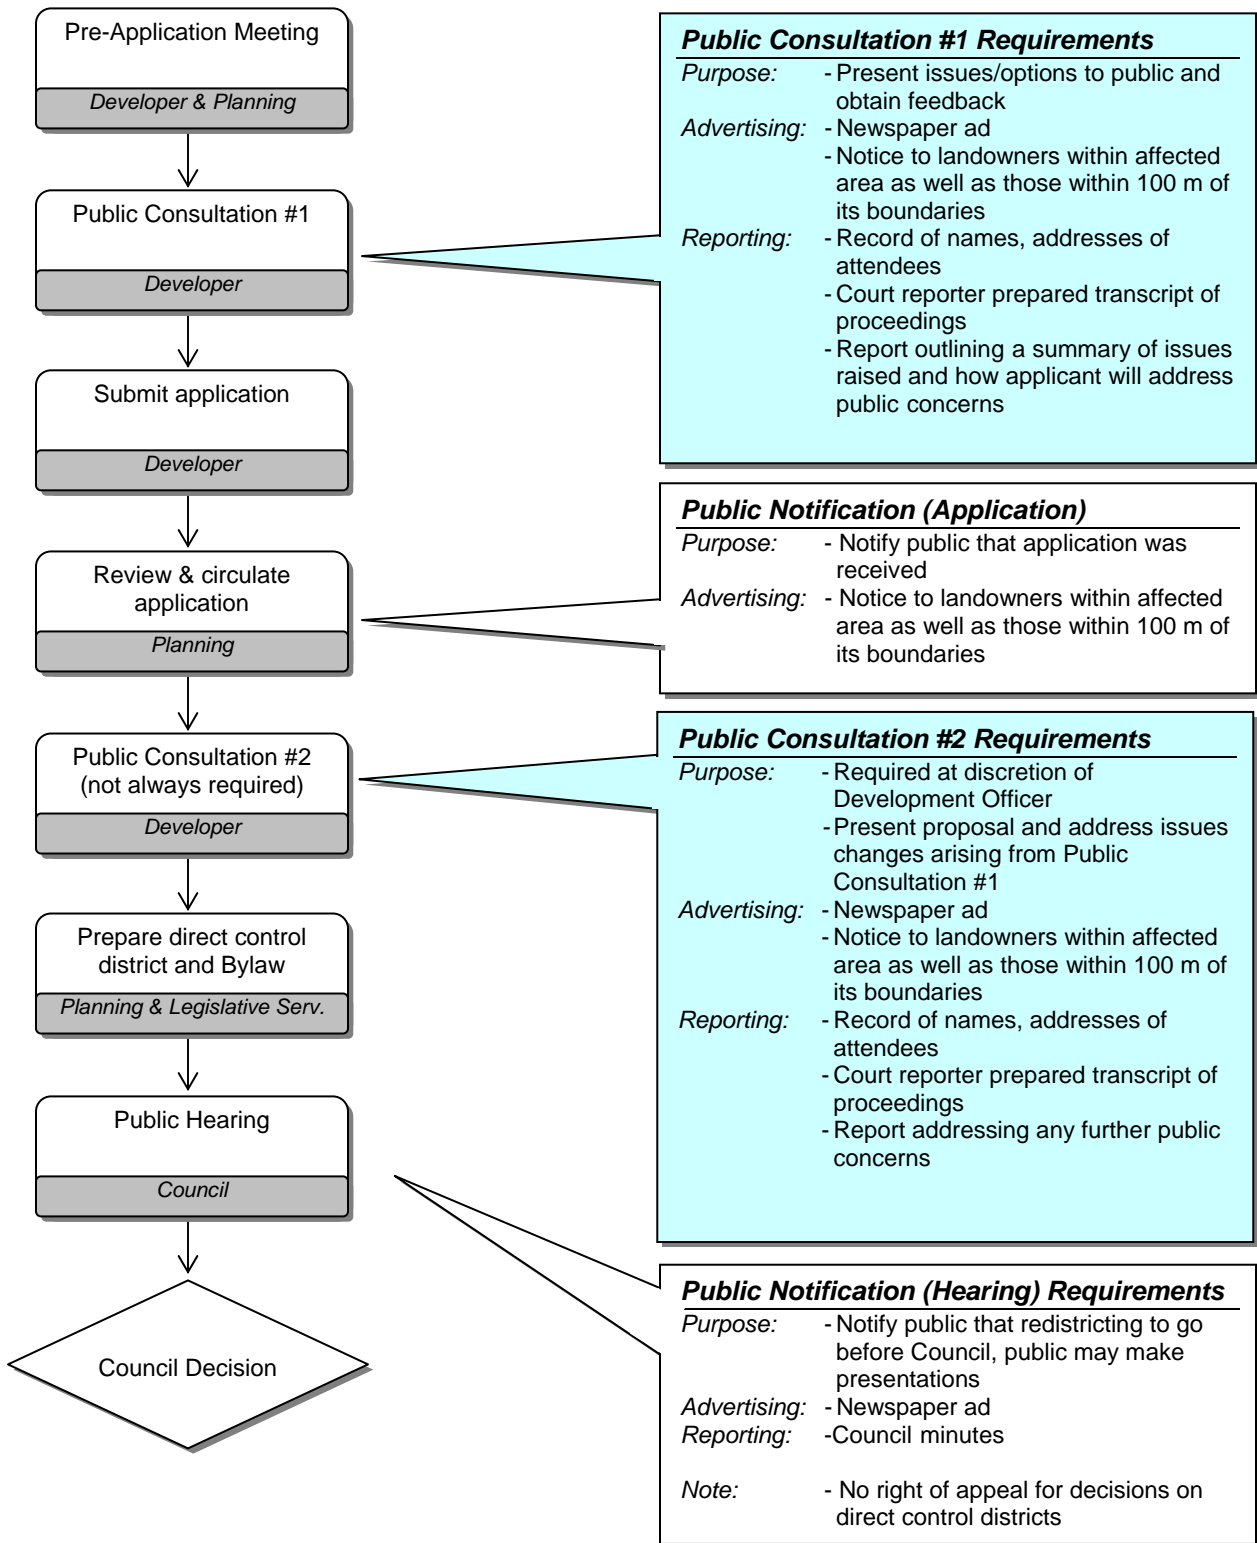 Pre-Application Meeting
Developer & Planning
Public Consultation #1
Developer
Submit application
Developer
Review & circulate
application
Planning
Public Consultation #2
(not always required)
Developer
Prepare direct control
district and Bylaw
Planning & Legislative Serv.
Public Hearing
Council
Council Decision
Public Consultation #1 Requirements
Purpose: - Present issues/options to public and
obtain feedback
Advertising: - Newspaper ad
- Notice to landowners within affected
area as well as those within 100 m of
its boundaries
Reporting: - Record of names, addresses of
attendees
- Court reporter prepared transcript of
proceedings
- Report outlining a summary of issues
raised and how applicant will address
public concerns
Public Notification (Application)
Purpose: - Notify public that application was
received
Advertising: - Notice to landowners within affected
area as well as those within 100 m of
its boundaries
Public Consultation #2 Requirements
Purpose: - Required at discretion of
Development Officer
- Present proposal and address issues
changes arising from Public
Consultation #1
Advertising: - Newspaper ad
- Notice to landowners within affected
area as well as those within 100 m of
its boundaries
Reporting: - Record of names, addresses of
attendees
- Court reporter prepared transcript of
proceedings
- Report addressing any further public
concerns
Public Notification (Hearing) Requirements
Purpose: - Notify public that redistricting to go
before Council, public may make
presentations
Advertising: - Newspaper ad
Reporting: -Council minutes
Note: - No right of appeal for decisions on
direct control districts